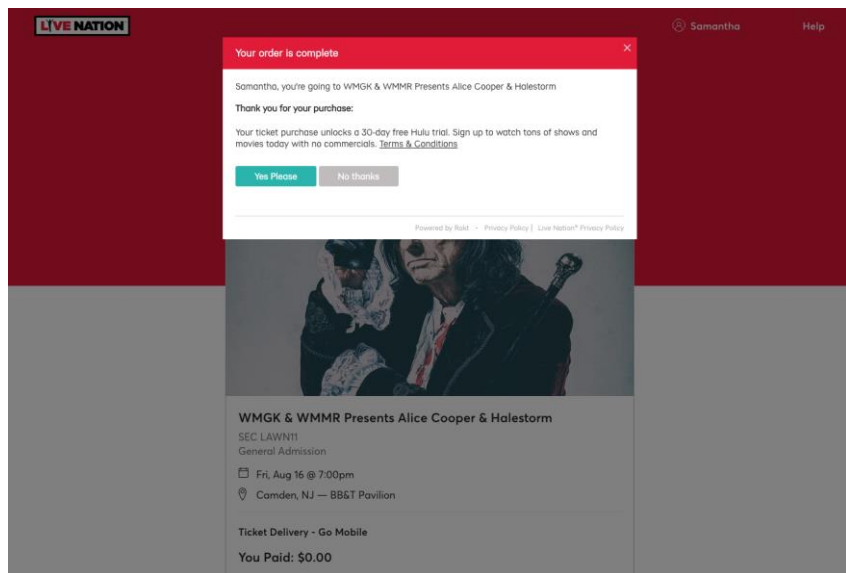 LIVE NATION
Samantha
Help
Your order is complete
Samantha, you're going to WMGK & WMMR Presents Alice Cooper & Halestorm
Thank you for your purchase:
Your ticket purchase unlocks a 30-day free Hulu trial. Sign up to watch tons of shows and
movies today with no commercials. Terms & Conditions
Yes Please
No thanks
Powered by Rokt - Privacy Policy | Live Nation® Privacy Policy
WMGK & WMMR Presents Alice Cooper & Halestorm
SEC LAWN11
General Admission
Fri, Aug 16 @ 7:00pm
Camden, NJ — BB&T Pavilion
Ticket Delivery - Go Mobile
You Paid: $0.00